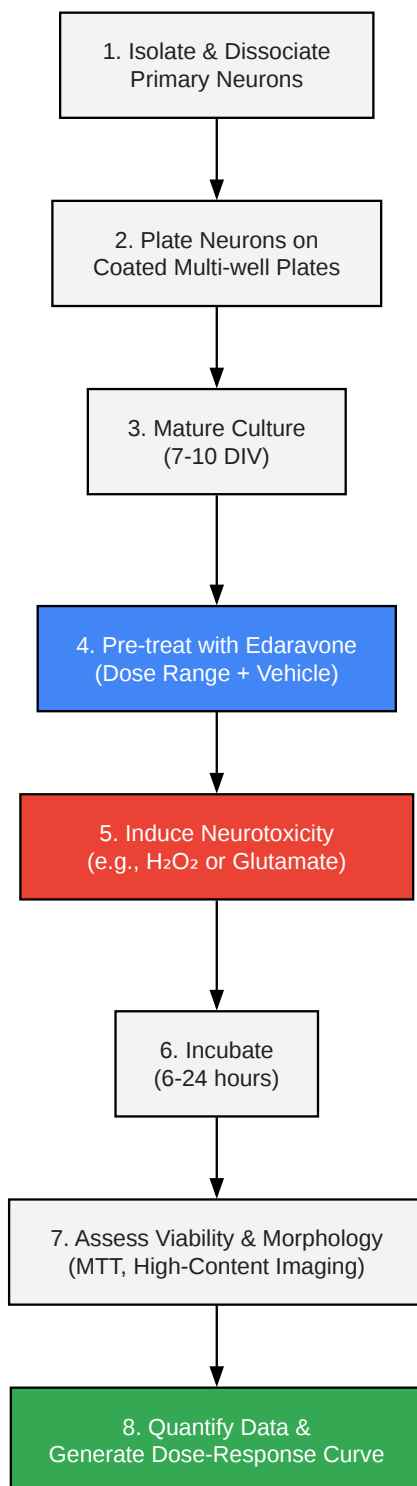 1. Isolate & Dissociate
Primary Neurons
2. Plate Neurons on
Coated Multi-well Plates
3. Mature Culture
(7-10 DIV)
4. Pre-treat with Edaravone
(Dose Range + Vehicle)
5. Induce Neurotoxicity
(e.g., H₂O₂ or Glutamate)
6. Incubate
(6-24 hours)
7. Assess Viability & Morphology
(MTT, High-Content Imaging)
8. Quantify Data &
Generate Dose-Response Curve